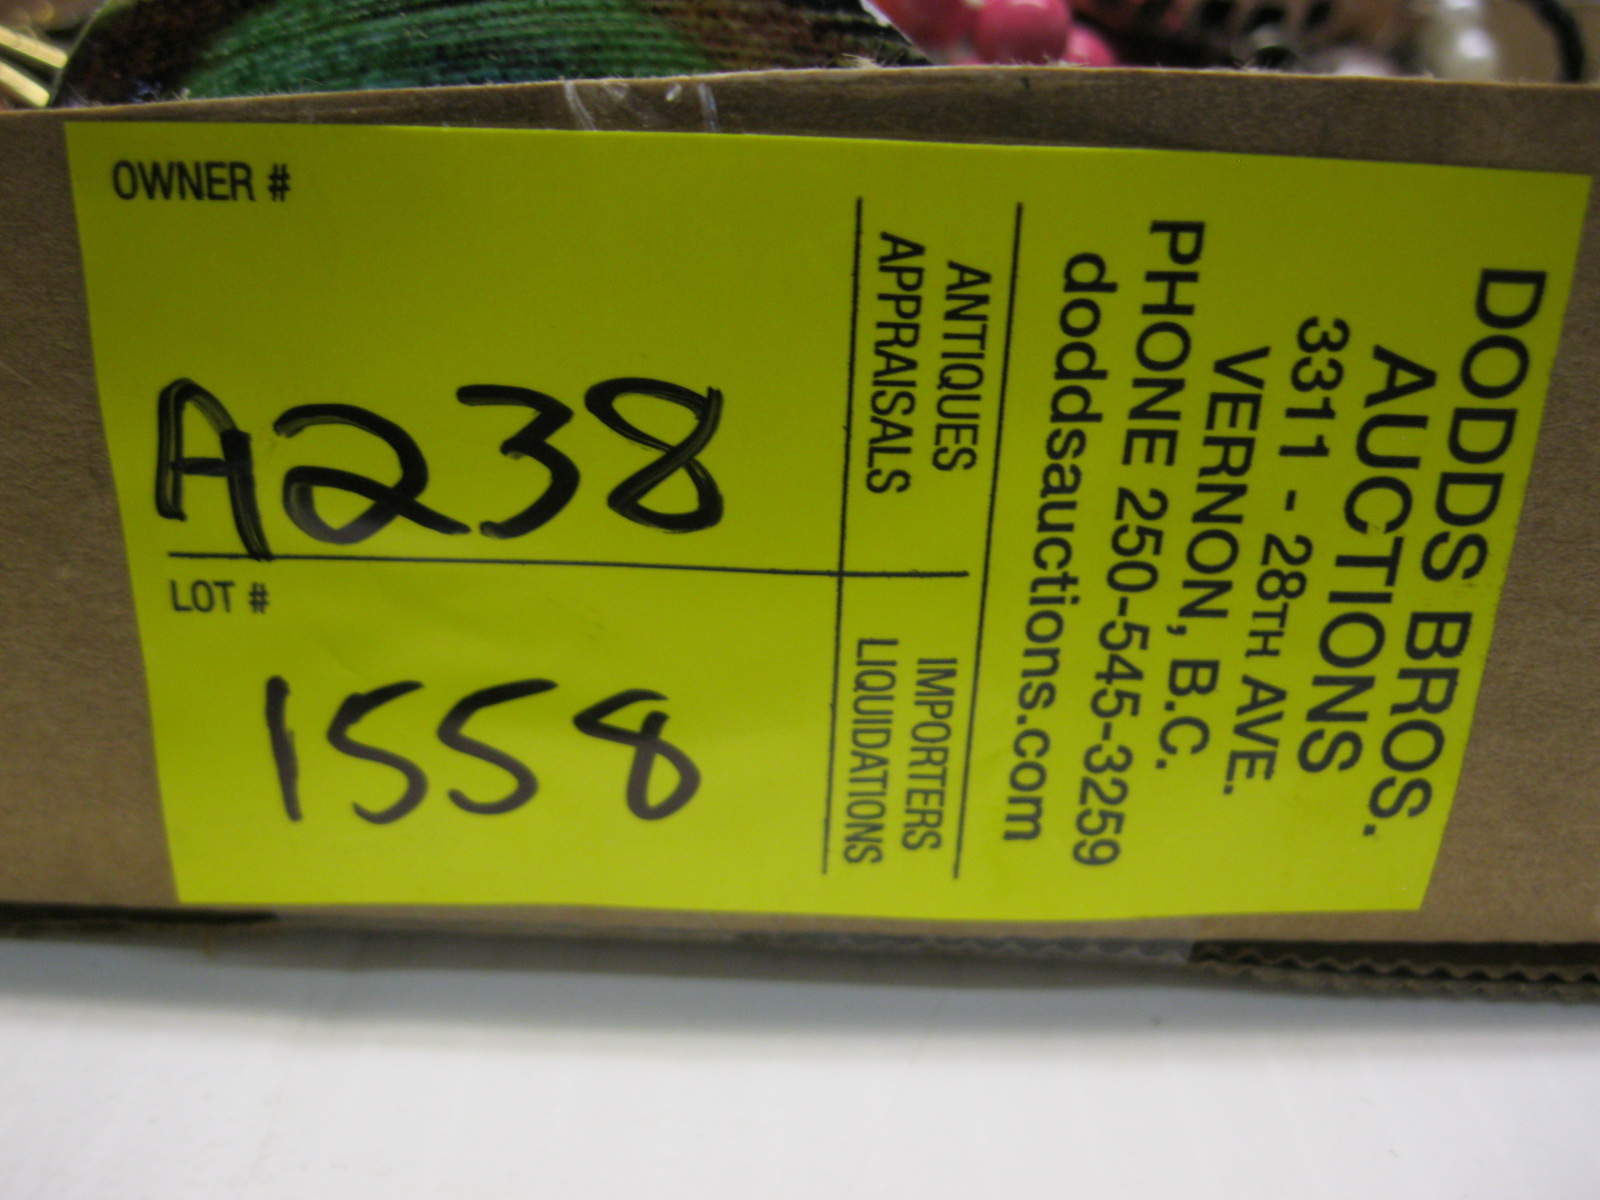 OWNER #
A238
LOT #
1558
DODDS BROS.
AUCTIONS
3311 - 28TH AVE.
VERNON, B.C.
PHONE 250-545-3259
doddsauctions.com
ANTIQUES
APPRAISALS
IMPORTERS
LIQUIDATIONS